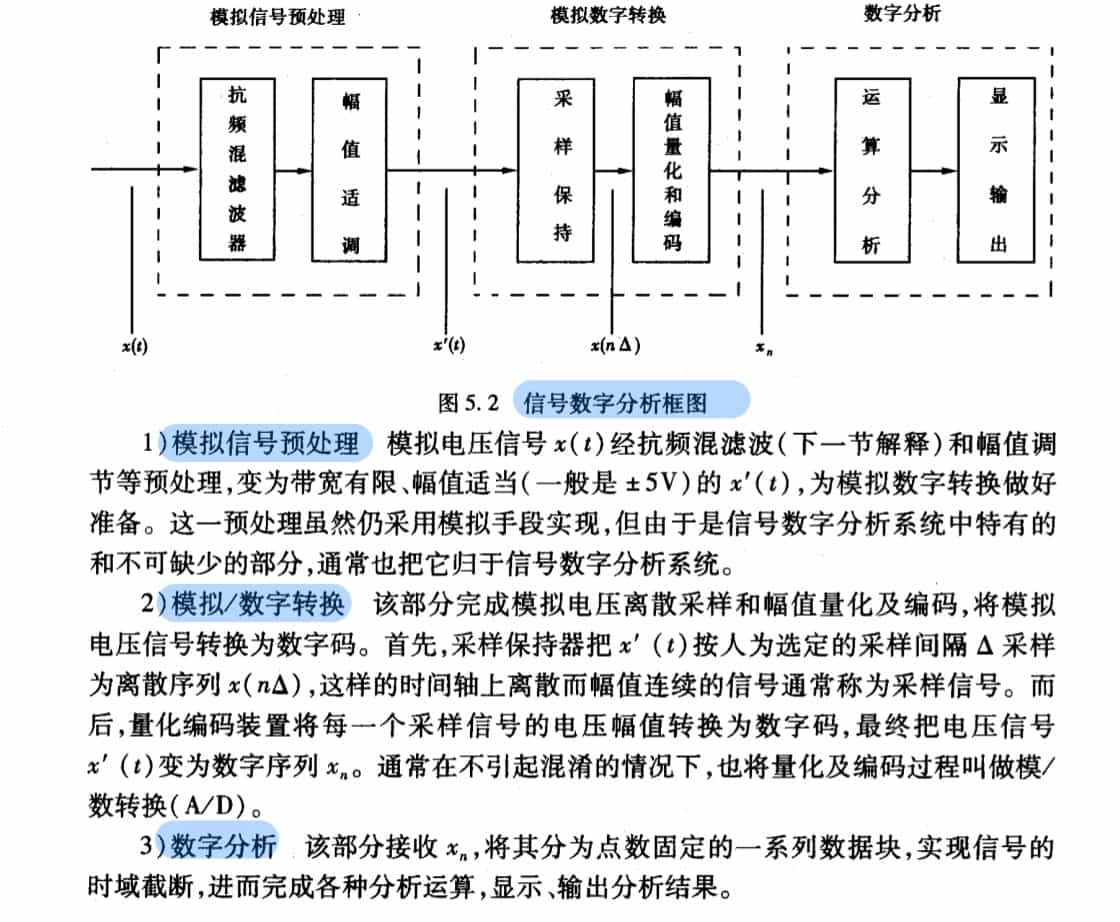 模拟信号预处理
模拟数字转换
数字分析
抗频混滤波器
幅值适调
采样保持
幅值量化和编码
运算分析
显示输出
x(t)
x′(t)
x(nΔ)
xₙ
图 5.2 信号数字分析框图
1)模拟信号预处理 模拟电压信号 x(t)经抗频混滤波(下一节解释)和幅值调
节等预处理,变为带宽有限、幅值适当(一般是 ±5V)的 x′(t),为模拟数字转换做好
准备。这一预处理虽然仍采用模拟手段实现,但由于是信号数字分析系统中特有的
和不可缺少的部分,通常也把它归于信号数字分析系统。
2)模拟/数字转换 该部分完成模拟电压离散采样和幅值量化及编码,将模拟
电压信号转换为数字码。首先,采样保持器把 x′(t)按人为选定的采样间隔 Δ 采样
为离散序列 x(nΔ),这样的时间轴上离散而幅值连续的信号通常称为采样信号。而
后,量化编码装置将每一个采样信号的电压幅值转换为数字码,最终把电压信号
x′(t)变为数字序列 xₙ。通常在不引起混淆的情况下,也将量化及编码过程叫做模/
数转换(A/D)。
3)数字分析 该部分接收 xₙ,将其分为点数固定的一系列数据块,实现信号的
时域截断,进而完成各种分析运算,显示、输出分析结果。